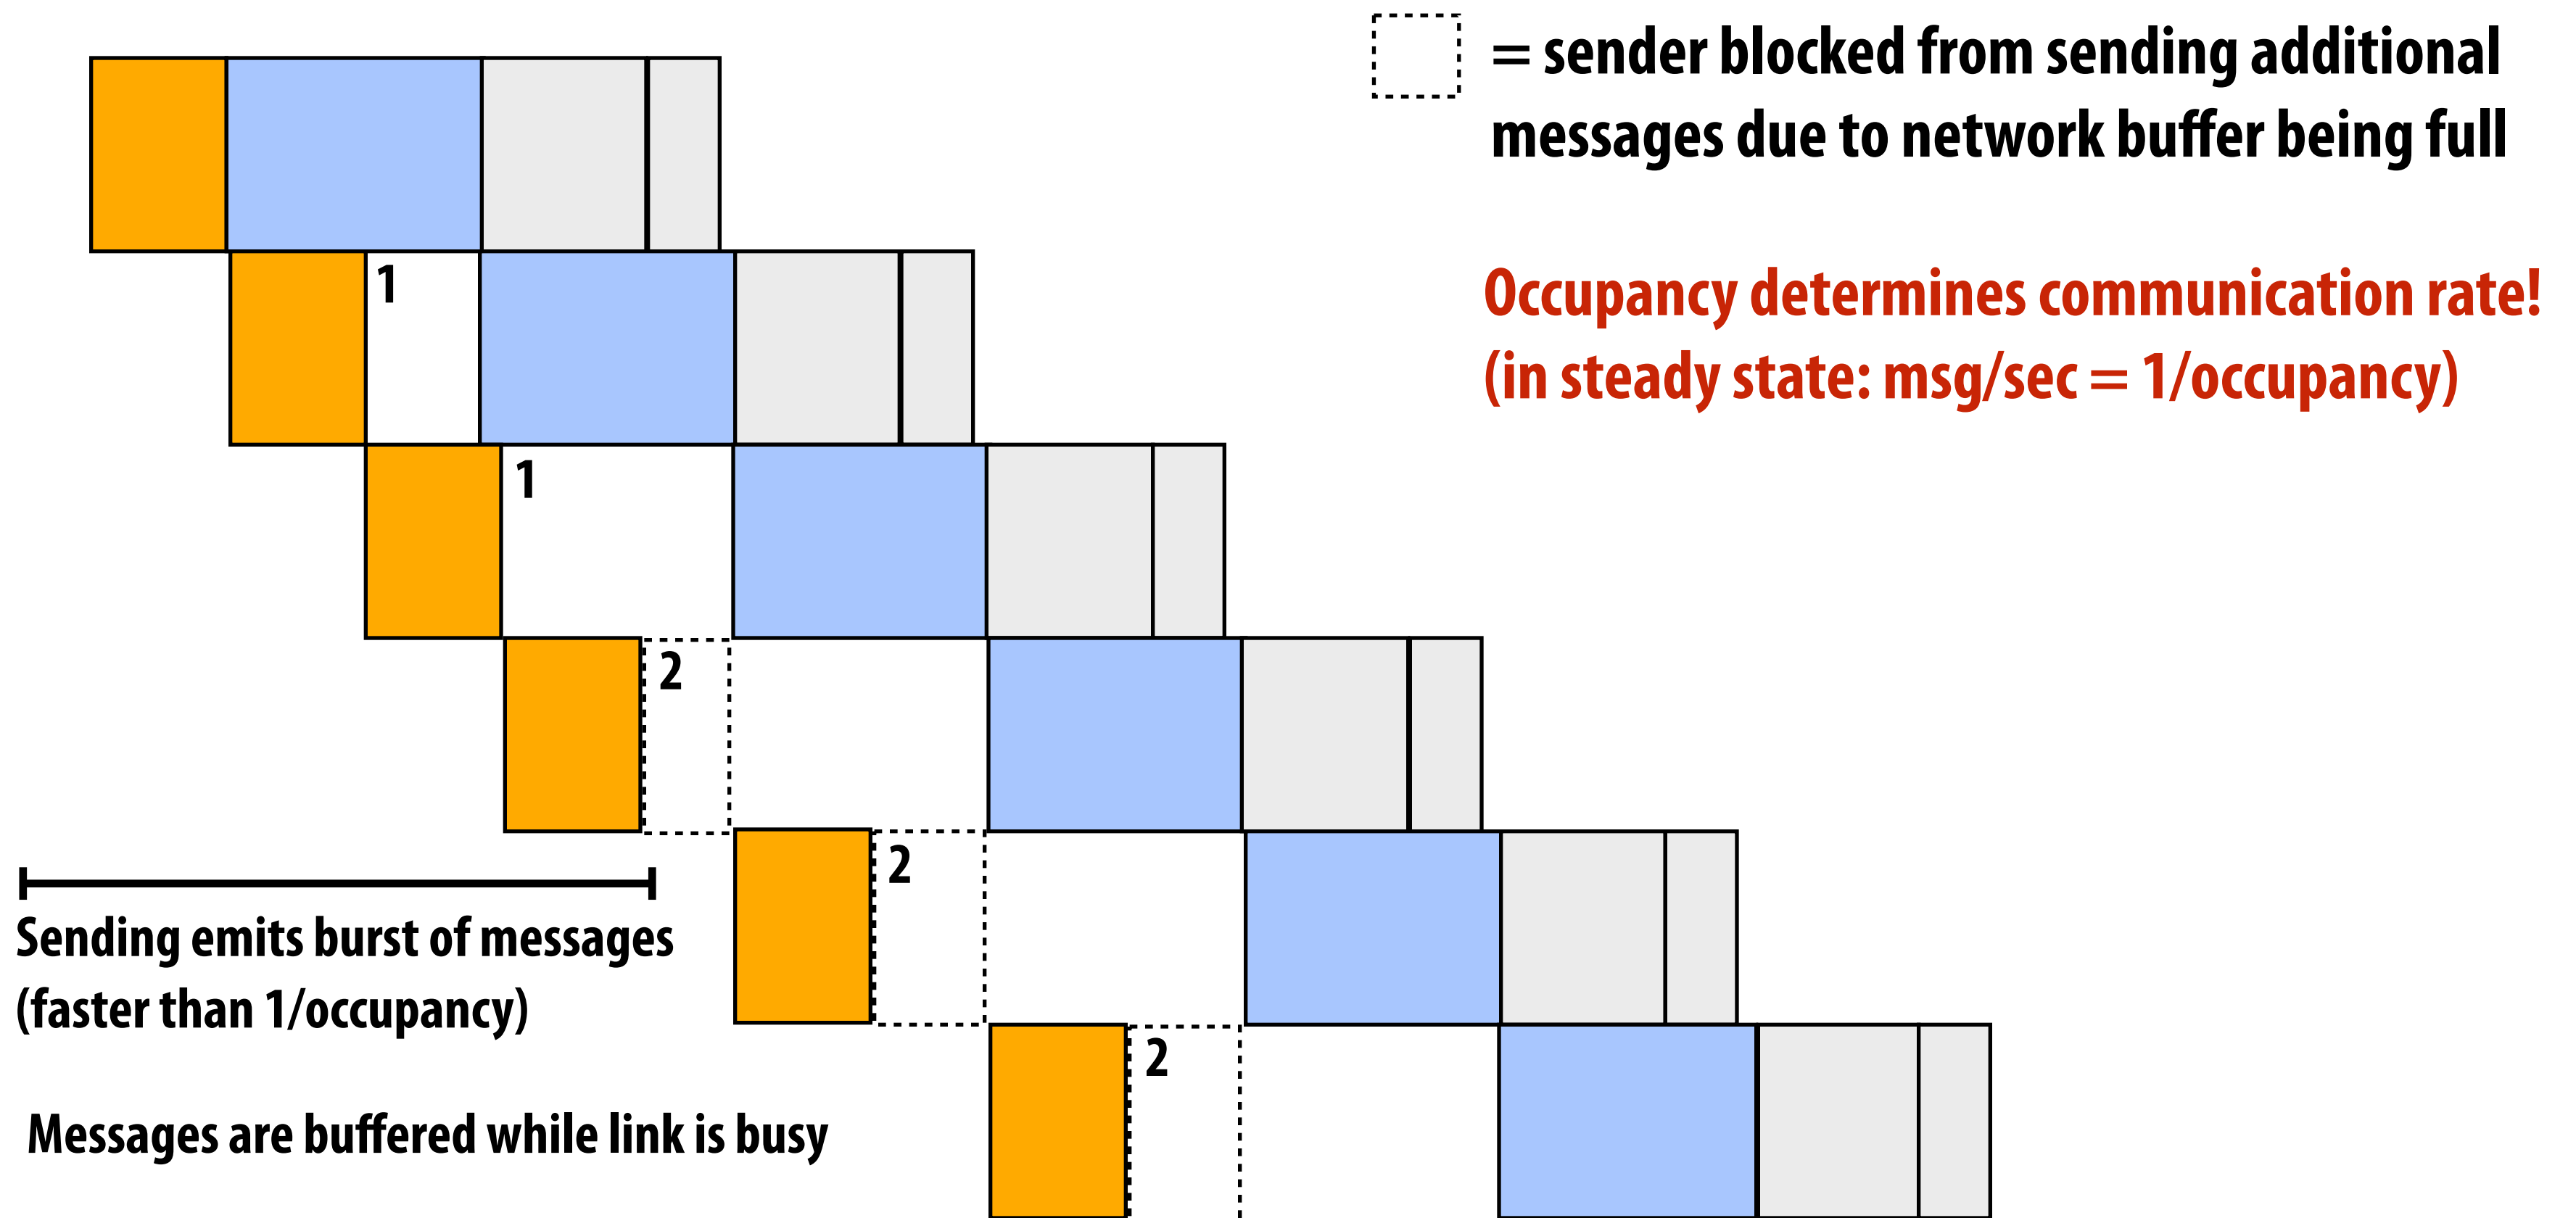 = sender blocked from sending additional
messages due to network buffer being full
1
Occupancy determines communication rate!
(in steady state: msg/sec = 1/occupancy)
1
2
2
Sending emits burst of messages
(faster than 1/occupancy)
2
Messages are buffered while link is busy